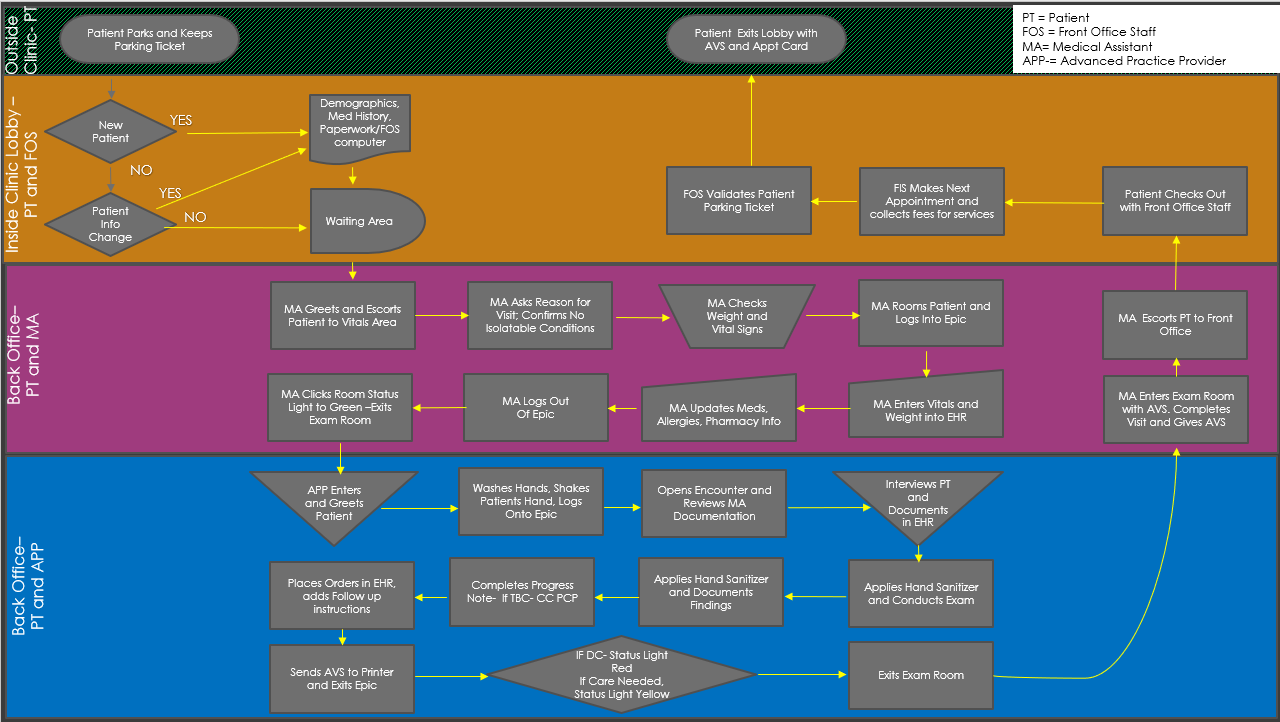 Outside
Clinic- PT
Patient Parks and Keeps
Parking Ticket
Patient  Exits Lobby with
AVS and Appt Card
PT = Patient
FOS = Front Office Staff
MA= Medical Assistant
APP-= Advanced Practice Provider
Inside Clinic Lobby –
PT and FOS
New
Patient
YES
NO
Demographics,
Med History,
Paperwork/FOS
computer
Patient
Info
Change
YES
NO
Waiting Area
FOS Validates Patient
Parking Ticket
FIS Makes Next
Appointment and
collects fees for services
Patient Checks Out
with Front Office Staff
Back Office–
PT and MA
MA Greets and Escorts
Patient to Vitals Area
MA Asks Reason for
Visit; Confirms No
Isolatable Conditions
MA Checks
Weight and
Vital Signs
MA Rooms Patient and
Logs Into Epic
MA  Escorts PT to Front
Office
MA Clicks Room Status
Light to Green –Exits
Exam Room
MA Logs Out
Of Epic
MA Updates Meds,
Allergies, Pharmacy Info
MA Enters Vitals and
Weight into EHR
MA Enters Exam Room
with AVS. Completes
Visit and Gives AVS
Back Office–
PT and APP
APP Enters
and Greets
Patient
Washes Hands, Shakes
Patients Hand, Logs
Onto Epic
Opens Encounter and
Reviews MA
Documentation
Interviews PT
and
Documents
in EHR
Places Orders in EHR,
adds Follow up
instructions
Completes Progress
Note-  If TBC- CC PCP
Applies Hand Sanitizer
and Documents
Findings
Applies Hand Sanitizer
and Conducts Exam
Sends AVS to Printer
and Exits Epic
IF DC- Status Light
Red
If Care Needed,
Status Light Yellow
Exits Exam Room